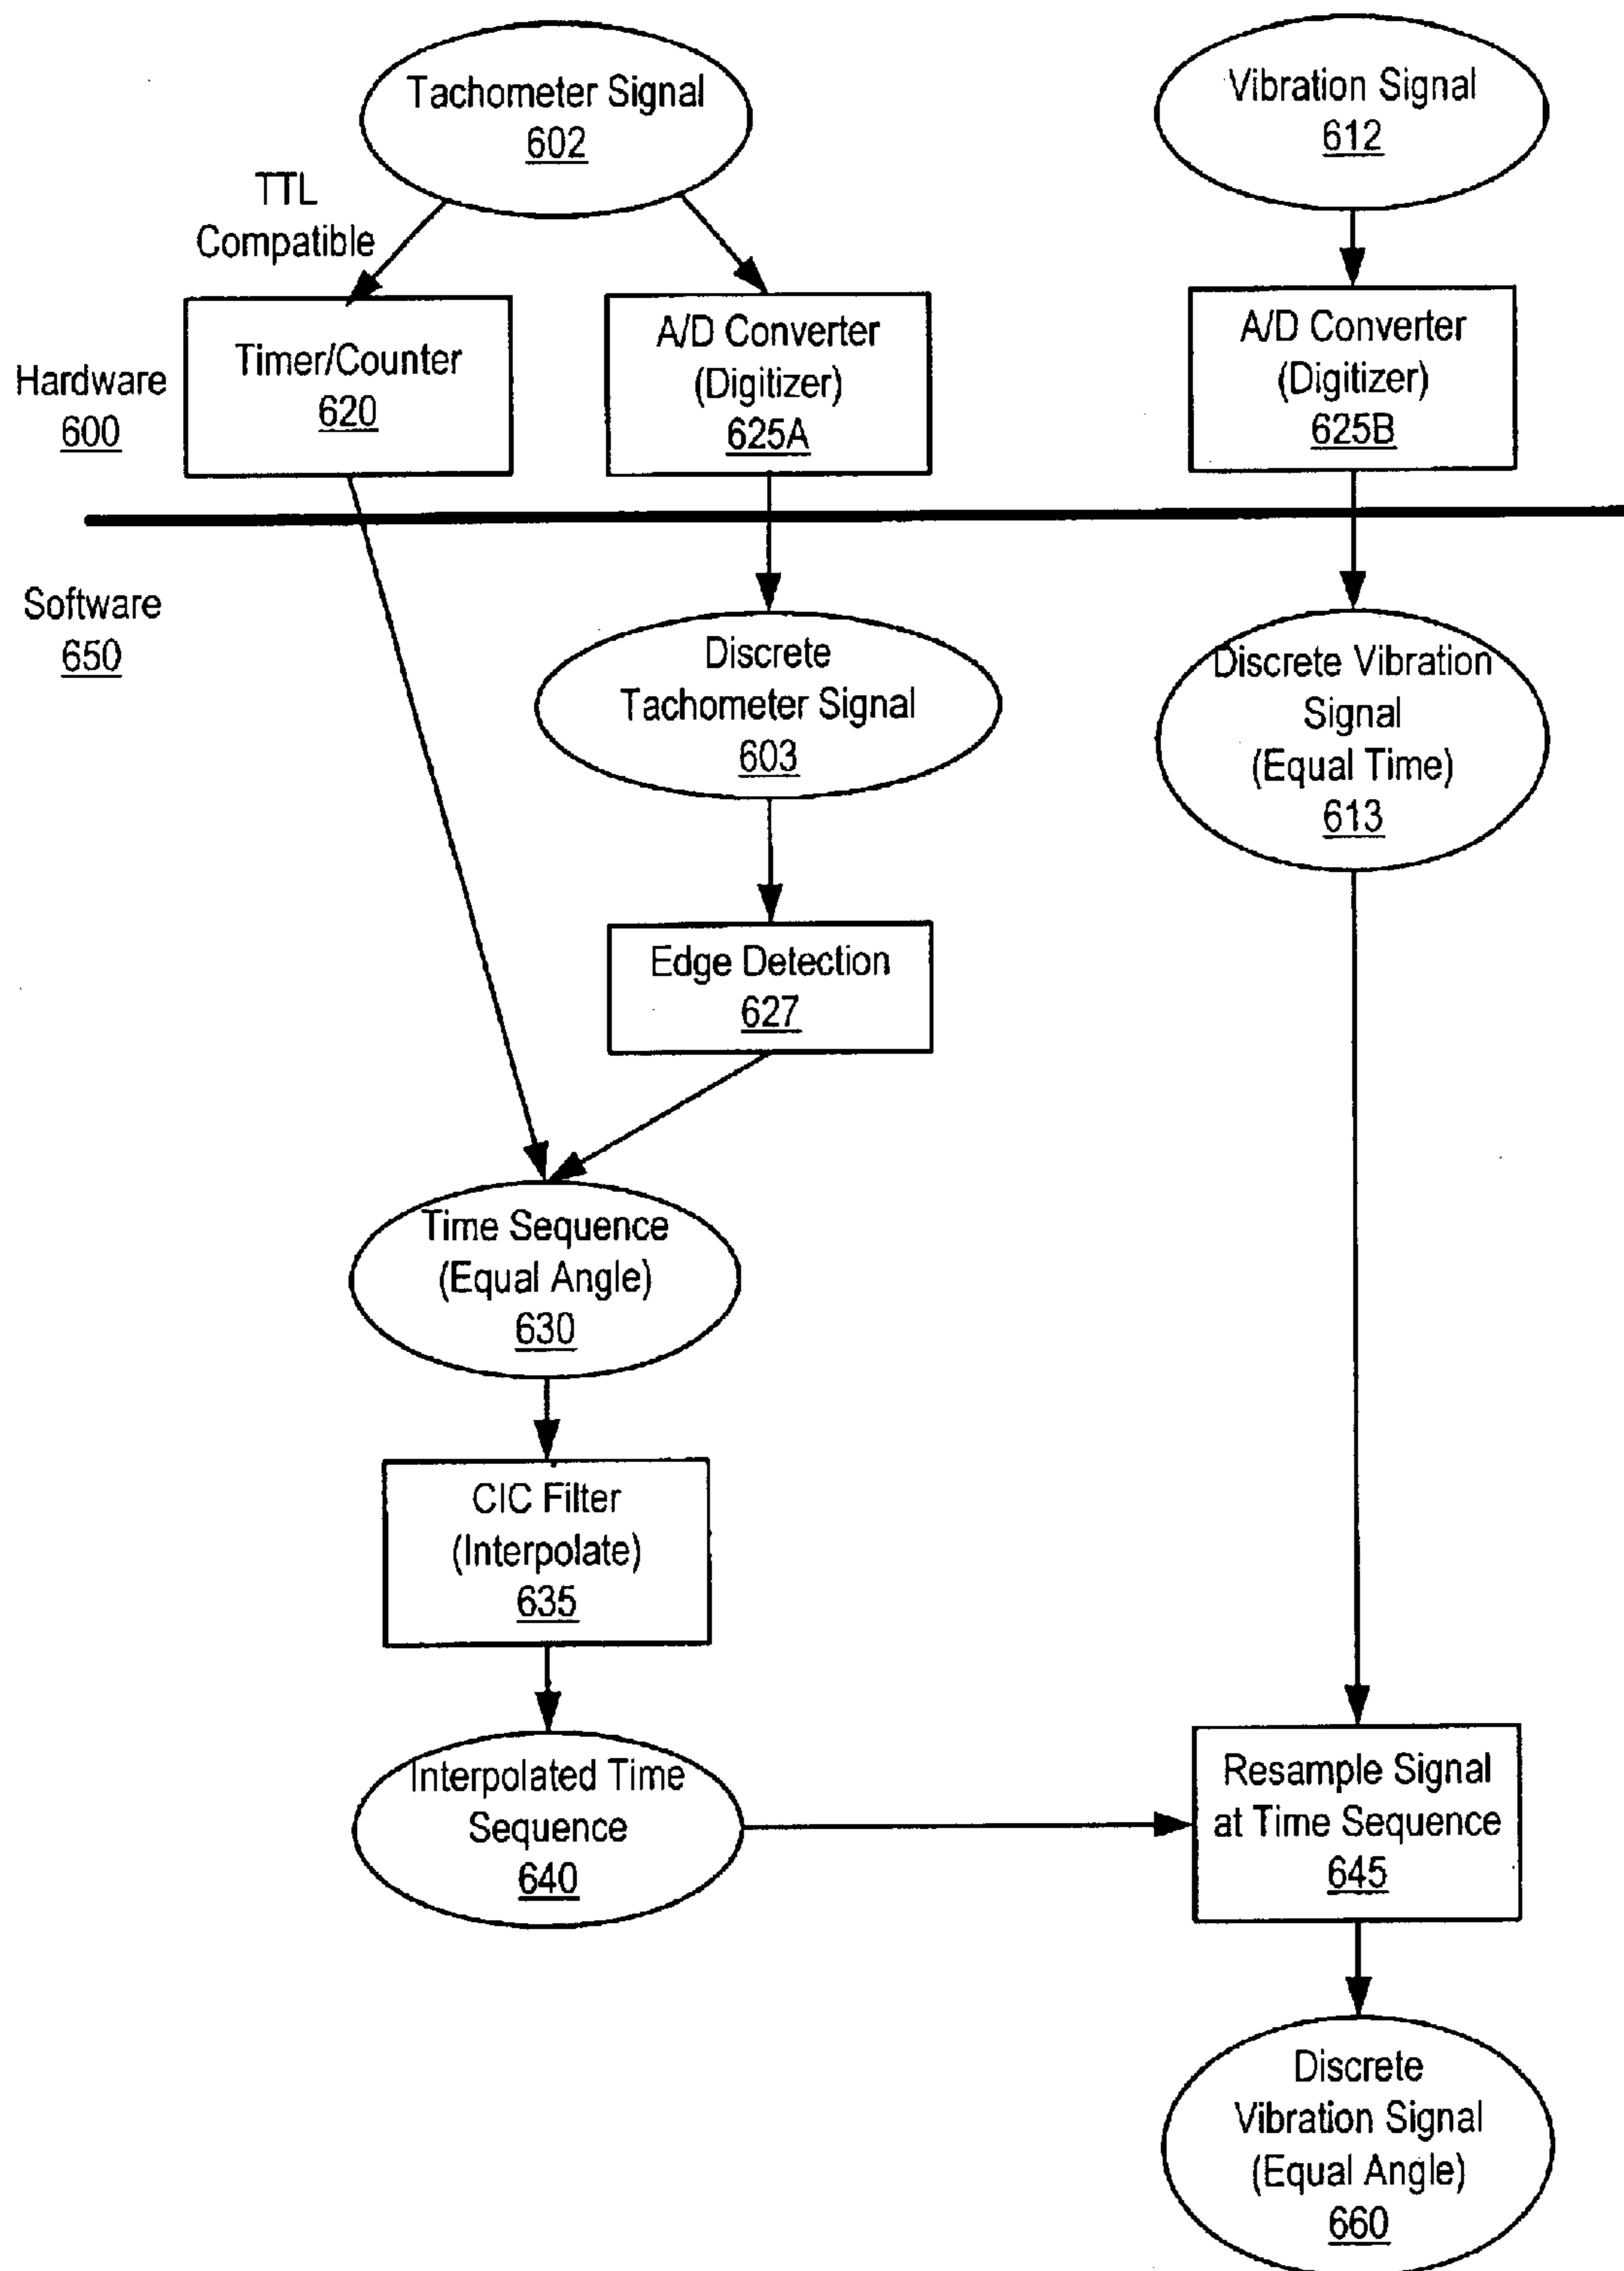 Tachometer Signal
602
Vibration Signal
612
TTL
Compatible
Hardware
600
Timer/Counter
620
A/D Converter
(Digitizer)
625A
A/D Converter
(Digitizer)
625B
Software
650
Discrete
Tachometer Signal
603
Discrete Vibration
Signal
(Equal Time)
613
Edge Detection
627
Time Sequence
(Equal Angle)
630
CIC Filter
(Interpolate)
635
Interpolated Time
Sequence
640
Resample Signal
at Time Sequence
645
Discrete
Vibration Signal
(Equal Angle)
660